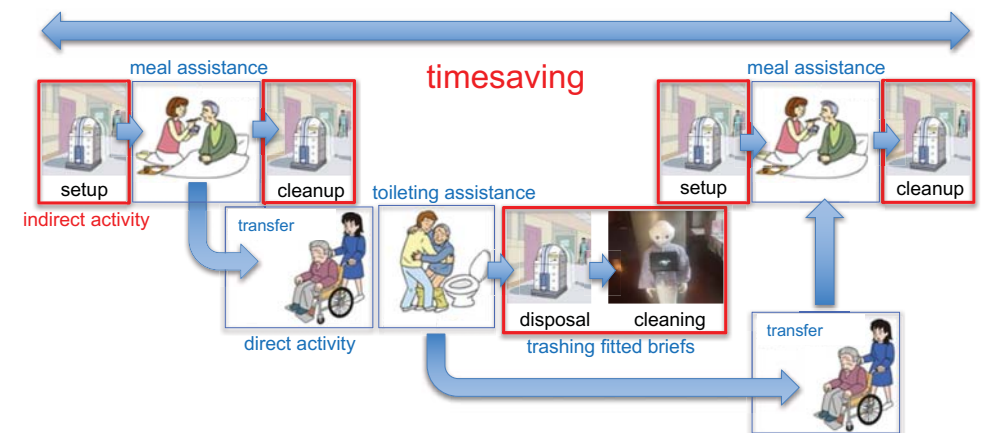 meal assistance
timesaving
meal assistance
setup
cleanup
setup
cleanup
indirect activity
toileting assistance
transfer
disposal
cleaning
direct activity
trashing fitted briefs
transfer